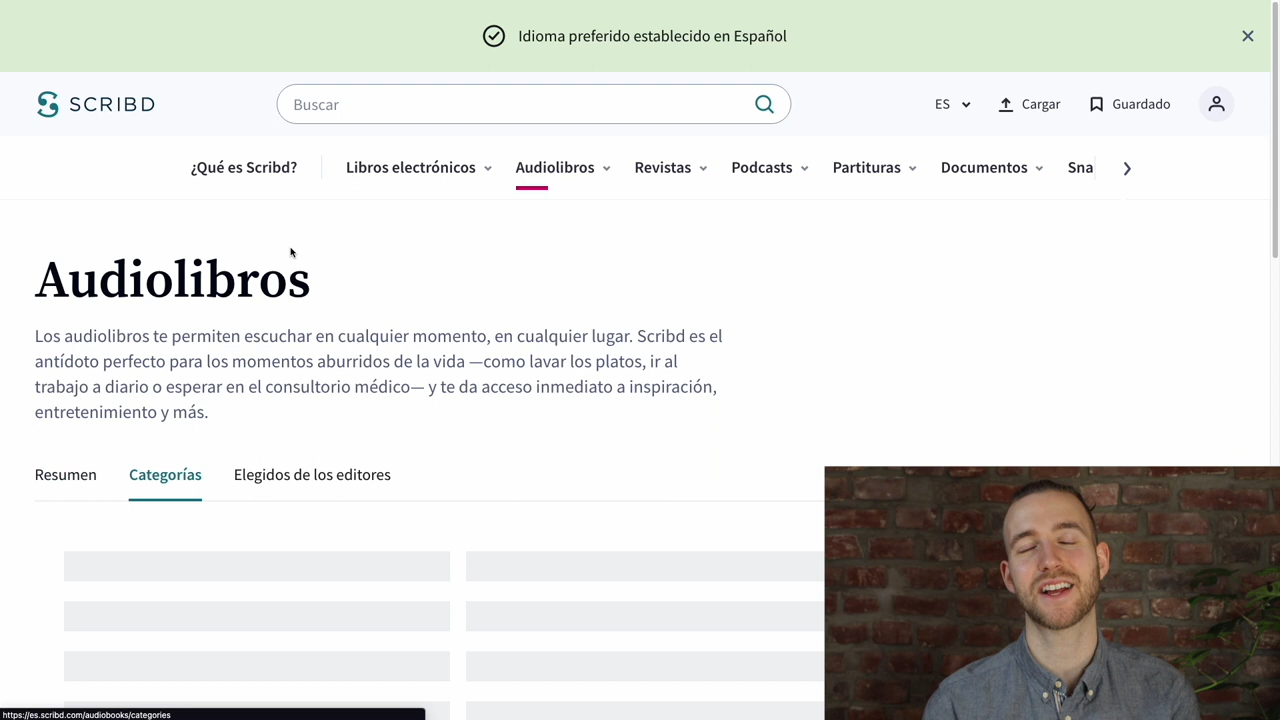 Idioma preferido establecido en Español
SCRIBD
Buscar
ES
Cargar
Guardado
¿Qué es Scribd?
Libros electrónicos
Audiolibros
Revistas
Podcasts
Partituras
Documentos
Sna
Audiolibros
Los audiolibros te permiten escuchar en cualquier momento, en cualquier lugar. Scribd es el
antídoto perfecto para los momentos aburridos de la vida —como lavar los platos, ir al
trabajo a diario o esperar en el consultorio médico— y te da acceso inmediato a inspiración,
entretenimiento y más.
Resumen
Categorías
Elegidos de los editores
https://es.scribd.com/audiobooks/categories